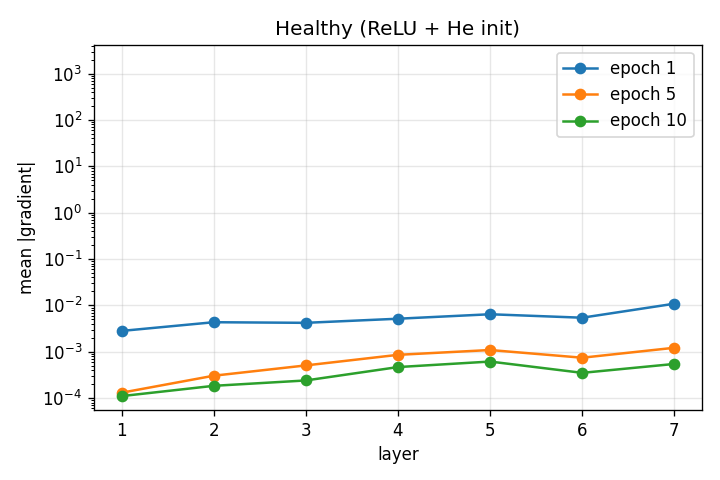 Healthy (ReLU + He init)
epoch 1
epoch 5
epoch 10
mean |gradient|
10³
10²
10¹
10⁰
10⁻¹
10⁻²
10⁻³
10⁻⁴
1 2 3 4 5 6 7
layer